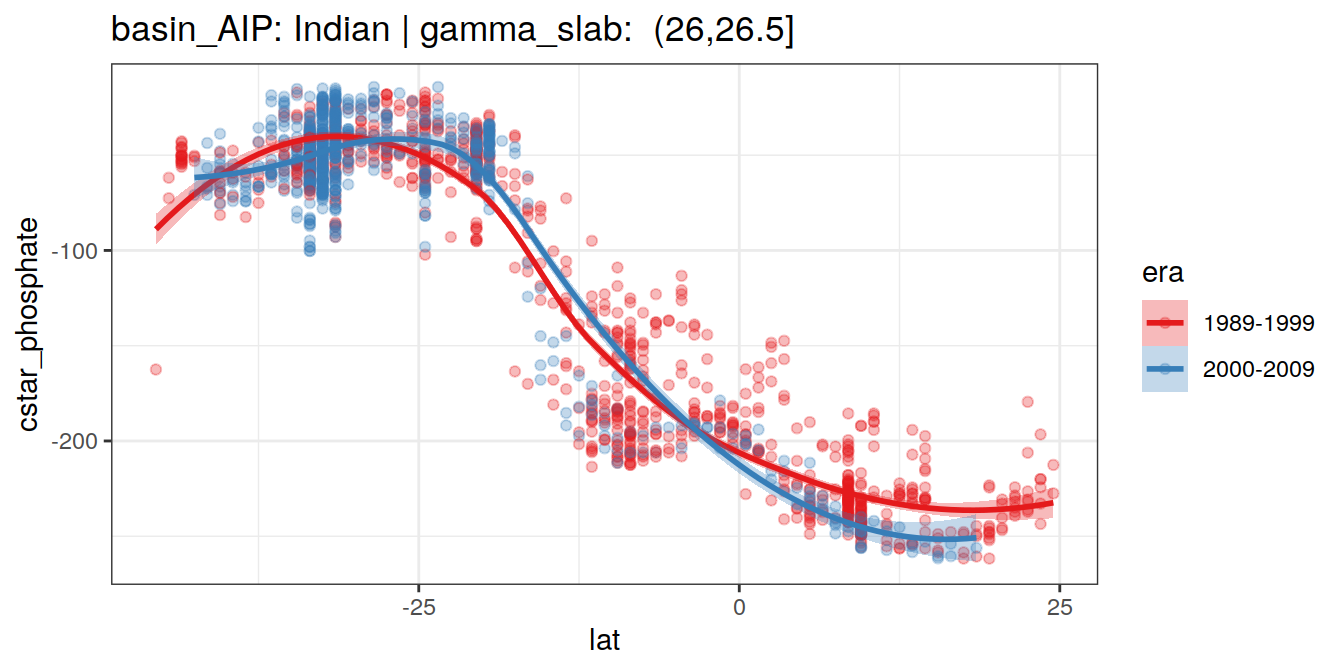 basin_AIP: Indian | gamma_slab:  (26,26.5]
cstar_phosphate
-100
-200
-25
0
25
lat
era
1989-1999
2000-2009